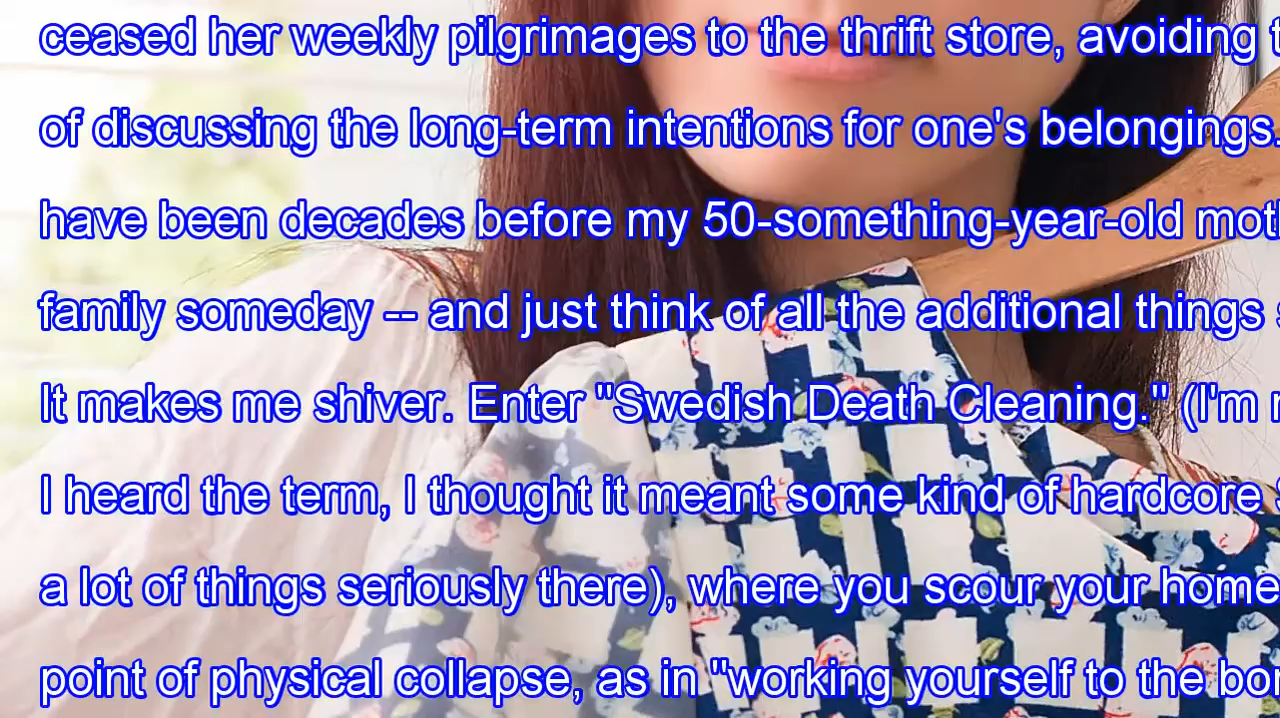 ceased her weekly pilgrimages to the thrift store, avoiding
of discussing the long-term intentions for one's belongings.
have been decades before my 50-something-year-old
family someday -- and just think of all the additional things
It makes me shiver. Enter "Swedish Death Cleaning." (I'm
I heard the term, I thought it meant some kind of hardcore
a lot of things seriously there), where you scour your home
point of physical collapse, as in "working yourself to the